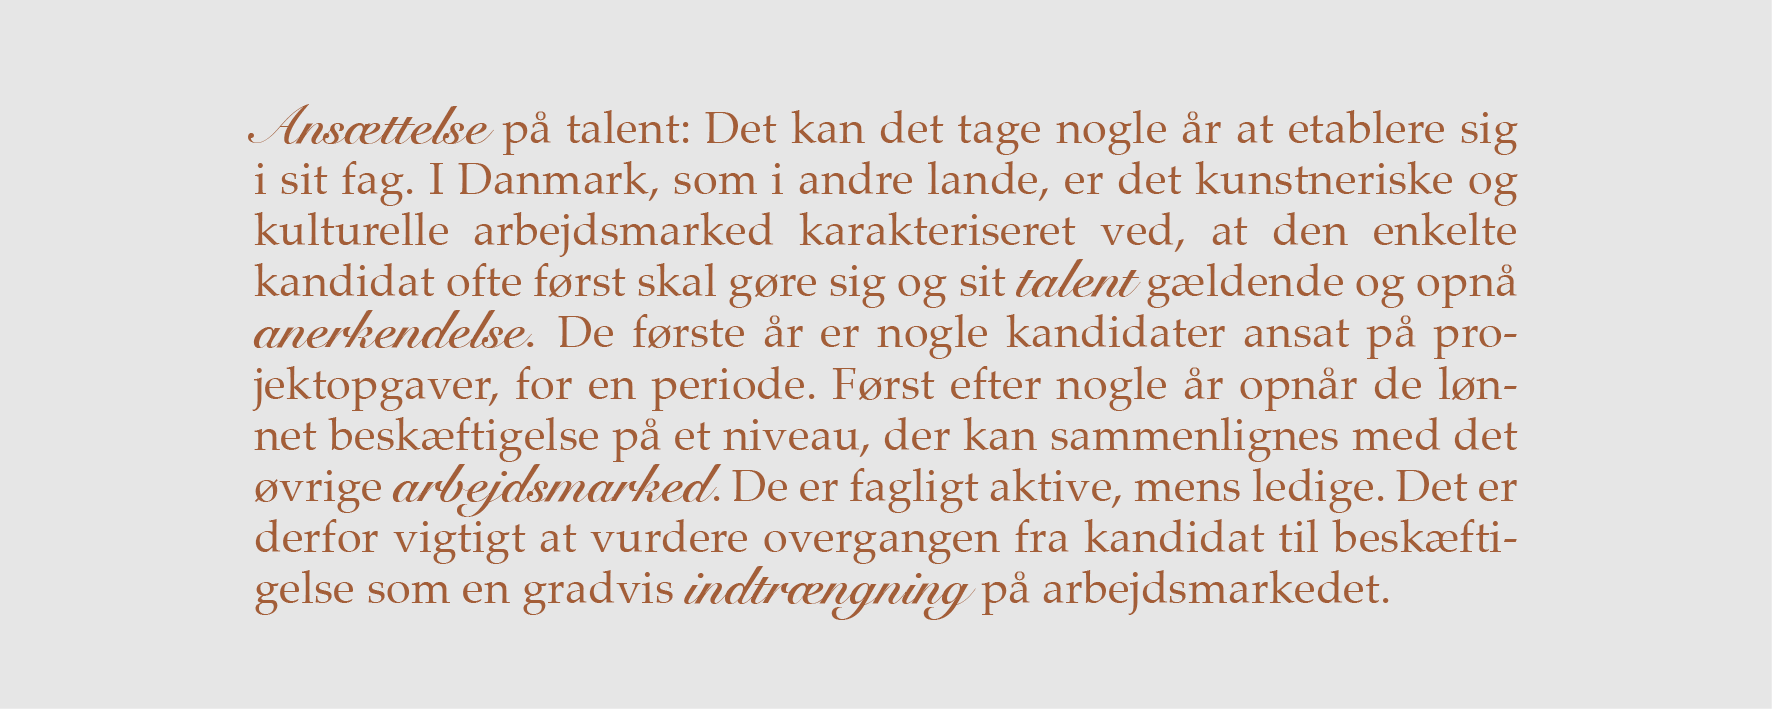 Ansættelse på talent: Det kan det tage nogle år at etablere sig
i sit fag. I Danmark, som i andre lande, er det kunstneriske og
kulturelle arbejdsmarked karakteriseret ved, at den enkelte
kandidat ofte først skal gøre sig og sit talent gældende og opnå
anerkendelse. De første år er nogle kandidater ansat på pro-
jektopgaver, for en periode. Først efter nogle år opnår de løn-
net beskæftigelse på et niveau, der kan sammenlignes med det
øvrige arbejdsmarked. De er fagligt aktive, mens ledige. Det er
derfor vigtigt at vurdere overgangen fra kandidat til beskæfti-
gelse som en gradvis indtrængning på arbejdsmarkedet.